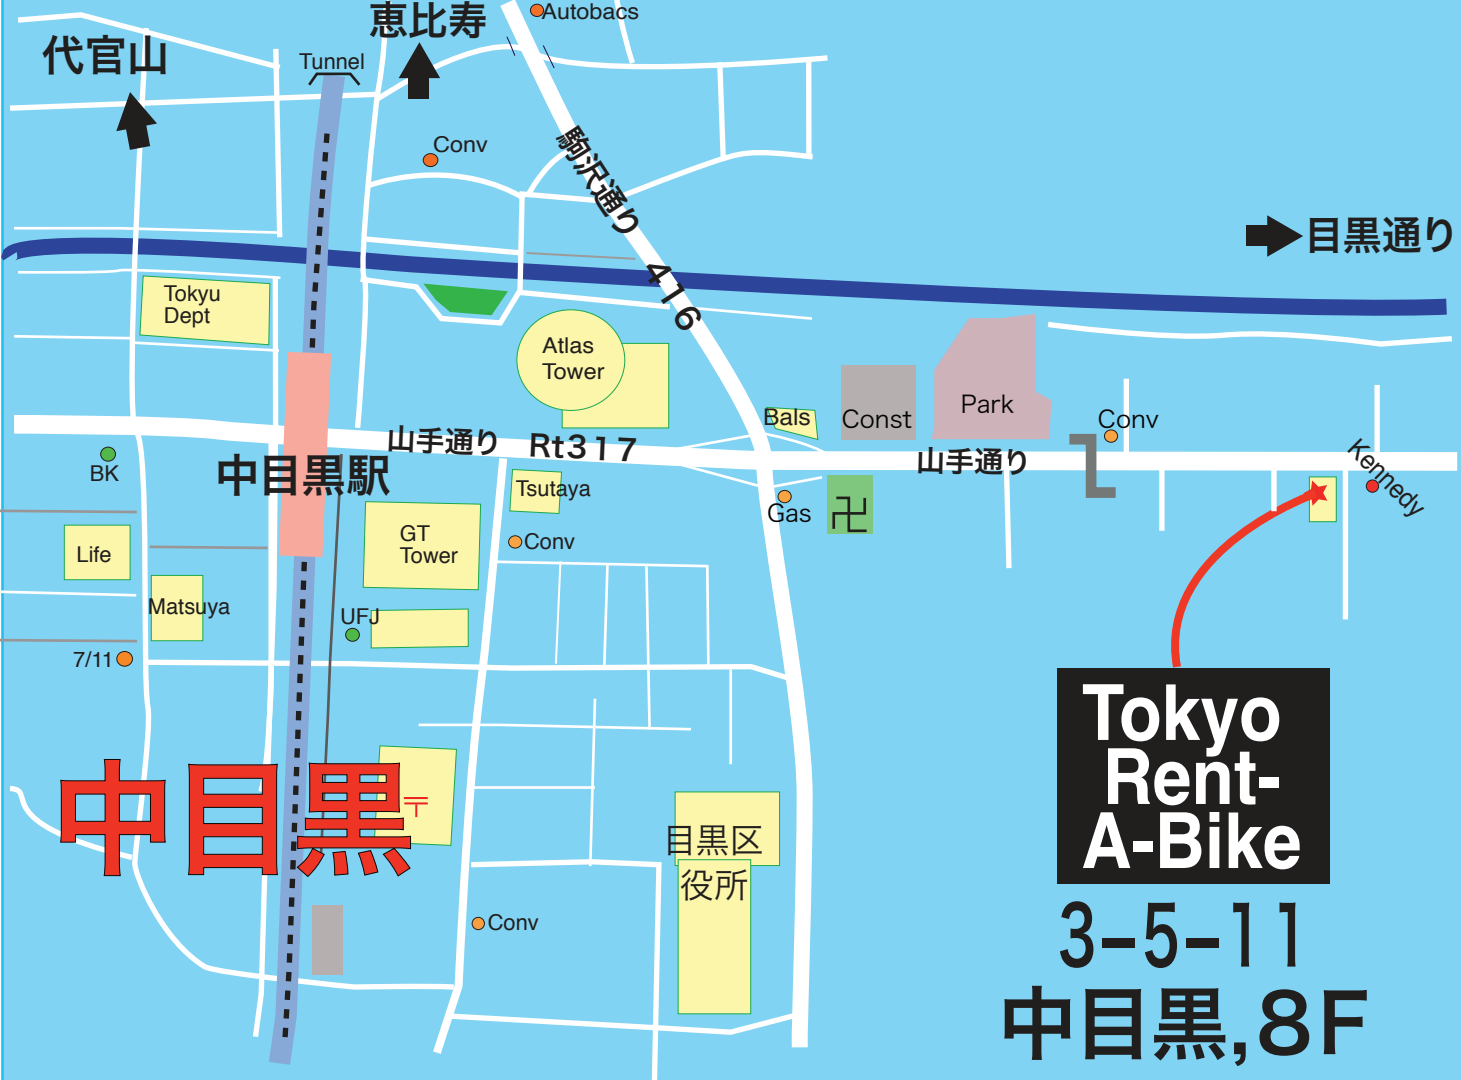 Autobacs
恵比寿
代官山
Tunnel
Conv
駒沢通り
416
目黒通り
Tokyu
Dept
Atlas
Tower
Bals
Const
Park
Conv
山手通り Rt317
山手通り
Kennedy
BK
中目黒駅
Tsutaya
Gas
卍
GT
Tower
Conv
Life
Matsuya
UFJ
7/11
中目黒
〒
目黒区
役所
Conv
Tokyo
Rent-
A-Bike
3-5-11
中目黒,8F